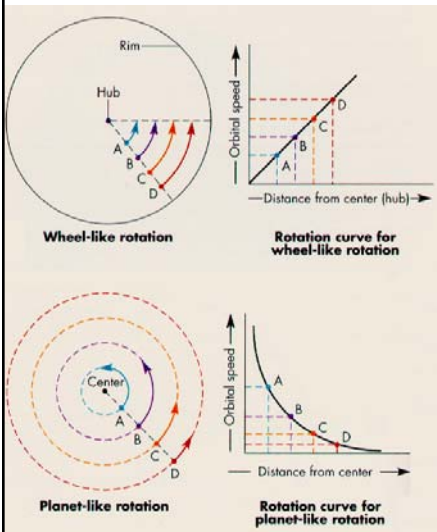 Rim
Hub
A
B
C
D
Wheel-like rotation
Orbital speed
A
B
C
D
Distance from center (hub)
Rotation curve for
wheel-like rotation
Center
A
B
C
D
Planet-like rotation
Orbital speed
A
B
C
D
Distance from center
Rotation curve for
planet-like rotation